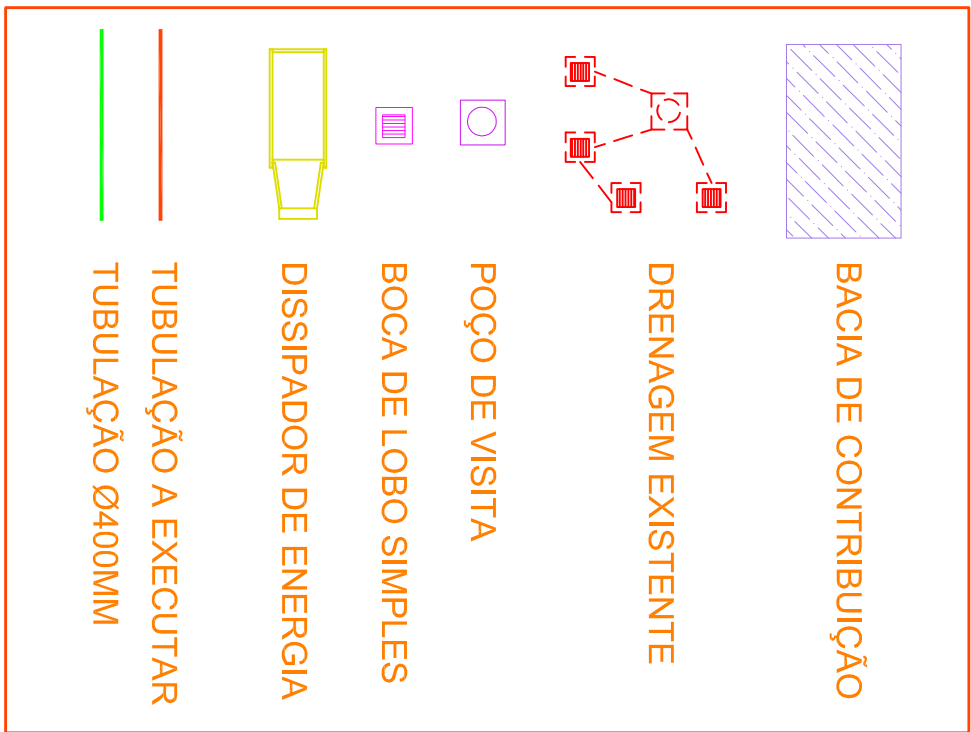 BACIA DE CONTRIBUIÇÃO
DRENAGEM EXISTENTE
POÇO DE VISITA
BOCA DE LOBO SIMPLES
DISSIPADOR DE ENERGIA
TUBULAÇÃO A EXECUTAR
TUBULAÇÃO Ø400MM